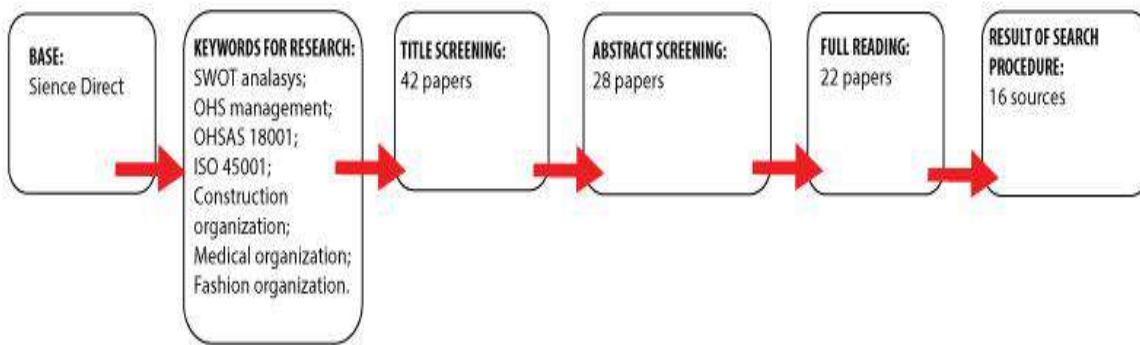 BASE:
Sience Direct
KEYWORDS FOR RESEARCH:
SWOT analasys;
OHS management;
OHSAS 18001;
ISO 45001;
Construction
organization;
Medical organization;
Fashion organization.
TITLE SCREENING:
42 papers
ABSTRACT SCREENING:
28 papers
FULL READING:
22 papers
RESULT OF SEARCH
PROCEDURE:
16 sources